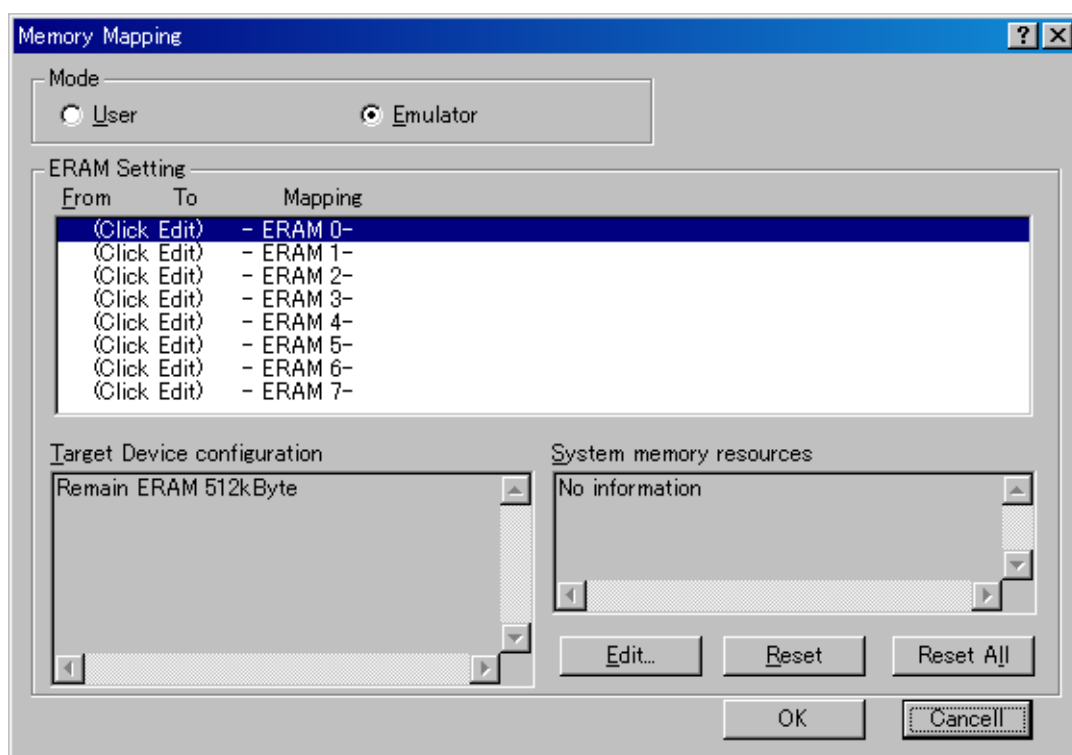 Memory Mapping
Mode
User Emulator
ERAM Setting
From To Mapping
(Click Edit) - ERAM 0-
(Click Edit) - ERAM 1-
(Click Edit) - ERAM 2-
(Click Edit) - ERAM 3-
(Click Edit) - ERAM 4-
(Click Edit) - ERAM 5-
(Click Edit) - ERAM 6-
(Click Edit) - ERAM 7-
Target Device configuration
Remain ERAM 512kByte
System memory resources
No information
Edit... Reset Reset All
OK Cancell